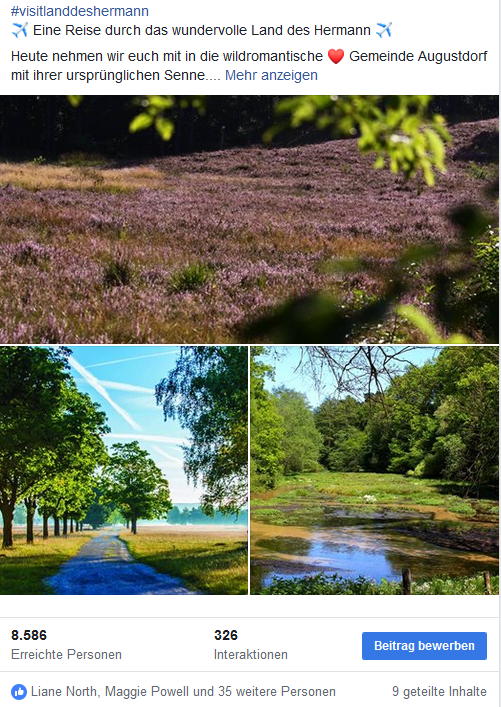 #visitlanddeshermann
✈️ Eine Reise durch das wundervolle Land des Hermann ✈️
Heute nehmen wir euch mit in die wildromantische ♥️ Gemeinde Augustdorf
mit ihrer ursprünglichen Senne.... Mehr anzeigen
8.586
Erreichte Personen
326
Interaktionen
Beitrag bewerben
Liane North, Maggie Powell und 35 weitere Personen
9 geteilte Inhalte